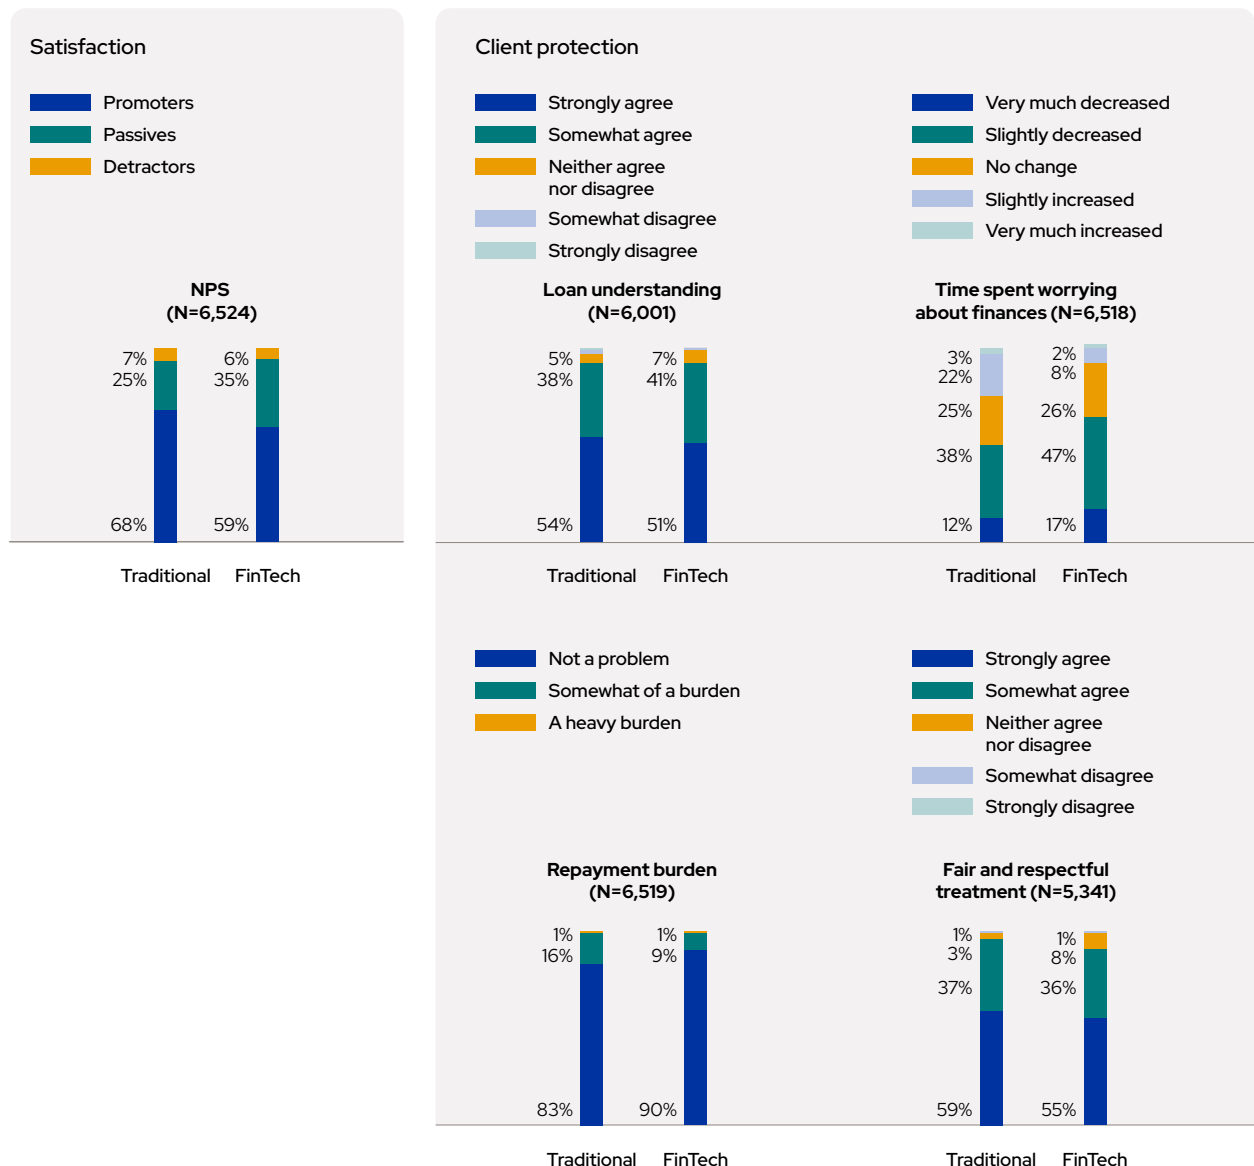 Satisfaction
Promoters
Passives
Detractors
NPS
(N=6,524)
7%
25%
68%
6%
35%
59%
Traditional
FinTech
Client protection
Strongly agree
Somewhat agree
Neither agree
nor disagree
Somewhat disagree
Strongly disagree
Loan understanding
(N=6,001)
5%
38%
54%
7%
41%
51%
Traditional
FinTech
Very much decreased
Slightly decreased
No change
Slightly increased
Very much increased
Time spent worrying
about finances (N=6,518)
3%
22%
25%
38%
12%
2%
8%
26%
47%
17%
Traditional
FinTech
Not a problem
Somewhat of a burden
A heavy burden
Repayment burden
(N=6,519)
1%
16%
83%
1%
9%
90%
Traditional
FinTech
Strongly agree
Somewhat agree
Neither agree
nor disagree
Somewhat disagree
Strongly disagree
Fair and respectful
treatment (N=5,341)
1%
3%
37%
59%
1%
8%
36%
55%
Traditional
FinTech